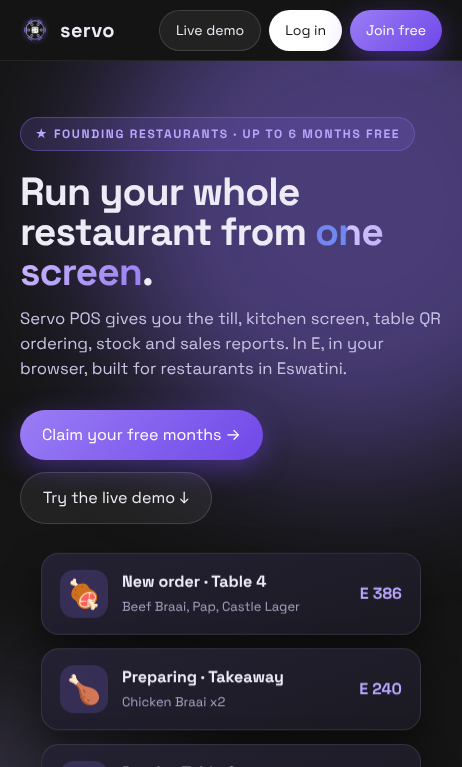 servo
Live demo
Log in
Join free
★ FOUNDING RESTAURANTS · UP TO 6 MONTHS FREE
Run your whole
restaurant from one
screen.
Servo POS gives you the till, kitchen screen, table QR
ordering, stock and sales reports. In E, in your
browser, built for restaurants in Eswatini.
Claim your free months →
Try the live demo ↓
New order · Table 4
Beef Braai, Pap, Castle Lager
E 386
Preparing · Takeaway
Chicken Braai x2
E 240